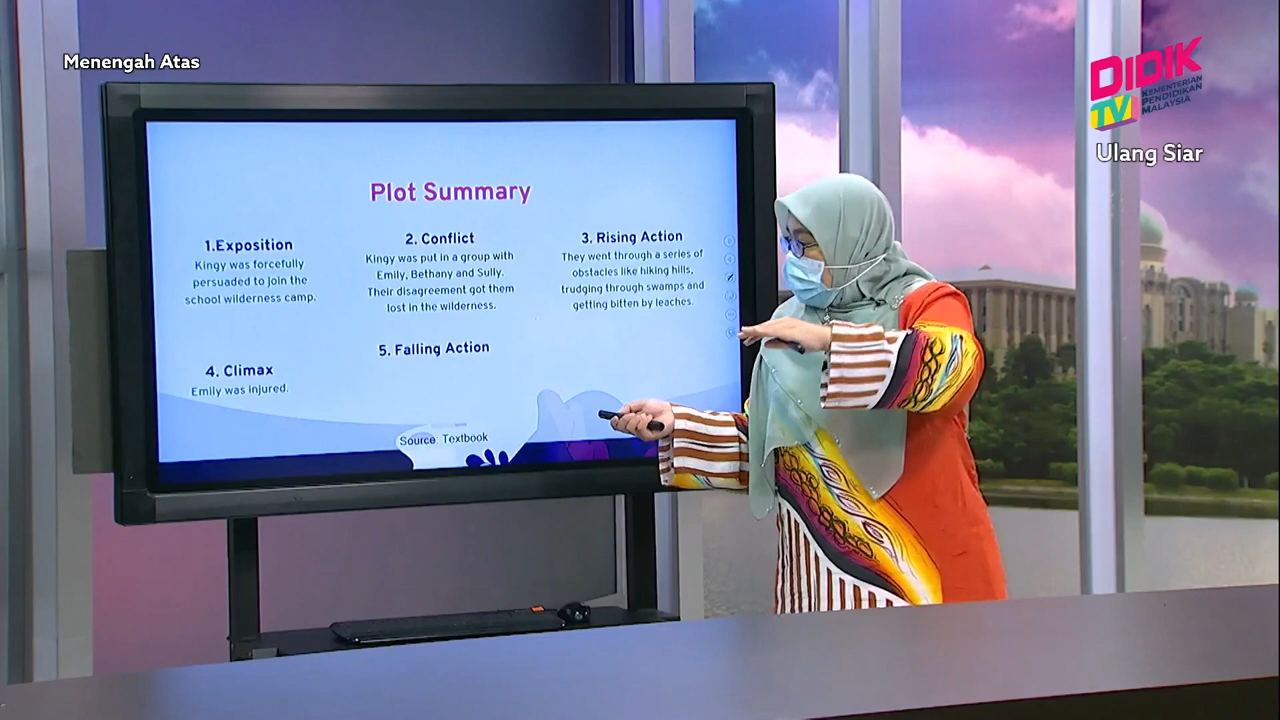 Menengah Atas
DIDIK
TV
KEMENTERIAN
PENDIDIKAN
MALAYSIA
Ulang Siar
Plot Summary
1.Exposition
Kingy was forcefully
persuaded to join the
school wilderness camp.
2. Conflict
Kingy was put in a group with
Emily, Bethany and Sully.
Their disagreement got them
lost in the wilderness.
3. Rising Action
They went through a series of
obstacles like hiking hills,
trudging through swamps and
getting bitten by leaches.
4. Climax
Emily was injured.
5. Falling Action
Source: Textbook